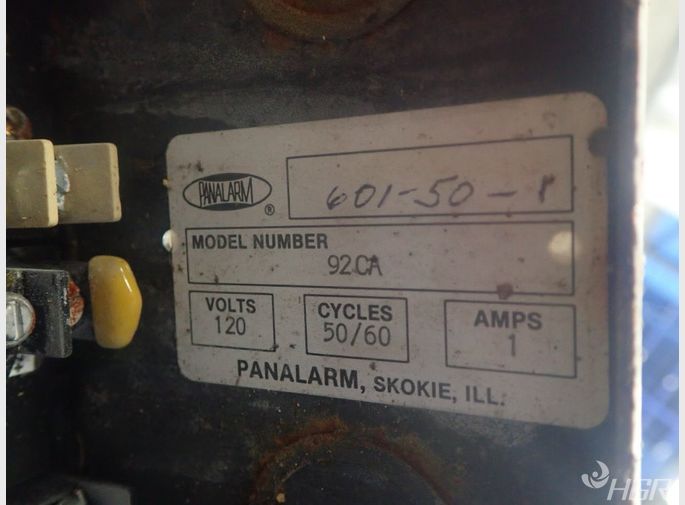 PANALARM
®
601-50-1
MODEL NUMBER
92CA
VOLTS
120
CYCLES
50/60
AMPS
1
PANALARM, SKOKIE, ILL.
HGR